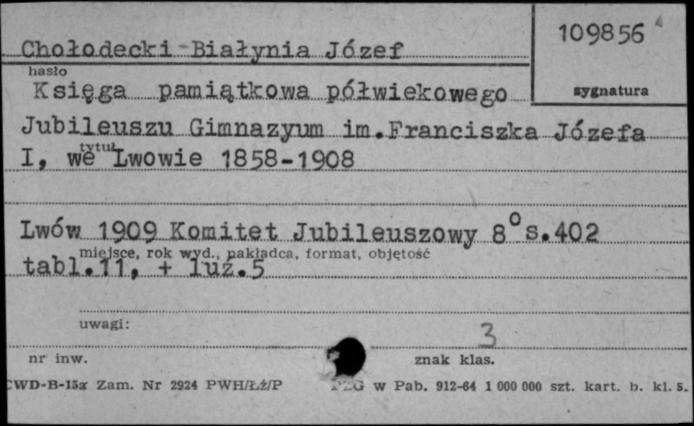 109856
Chołodecki-Białynia Józef
hasło
sygnatura
Księga pamiątkowa półwiekowego
Jubileuszu Gimnazyum im.Franciszka Józefa
I, we Lwowie 1858-1908
tytuł
Lwów 1909 Komitet Jubileuszowy 8° s.402
miejsce, rok wyd., nakładca, format, objętość
tabl.11, + luź.5
uwagi:
3
nr inw.
znak klas.
CWD-B-15a Zam. Nr 2924 PWH/Łż/P w Pab. 912-64 1 000 000 szt. kart. b. kl. 5.